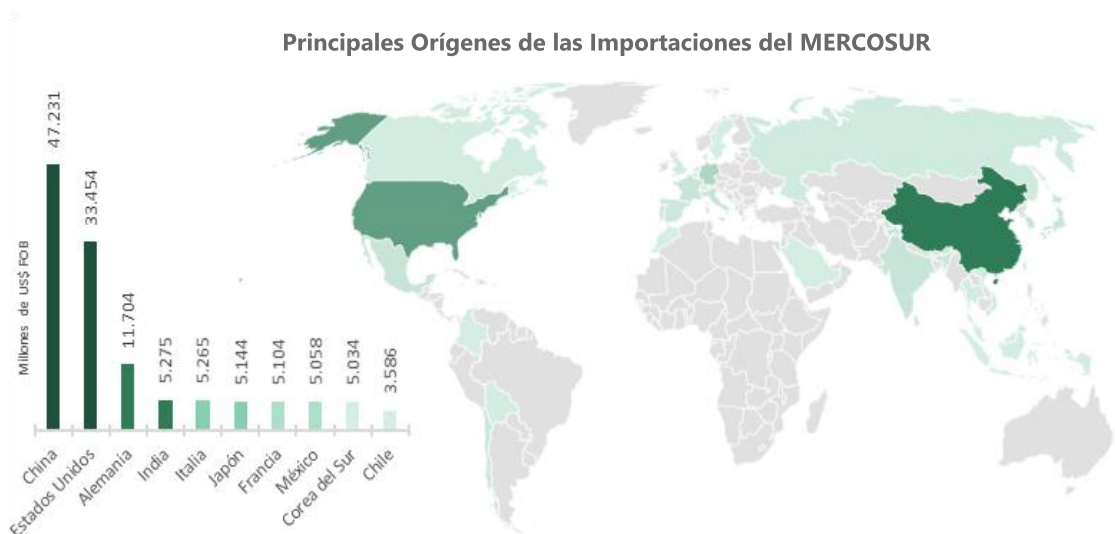 Principales Orígenes de las Importaciones del MERCOSUR
Millones de US$ FOB
47.231
33.454
11.704
5.275
5.265
5.144
5.104
5.058
5.034
3.586
China
Estados Unidos
Alemania
India
Italia
Japón
Francia
México
Corea del Sur
Chile